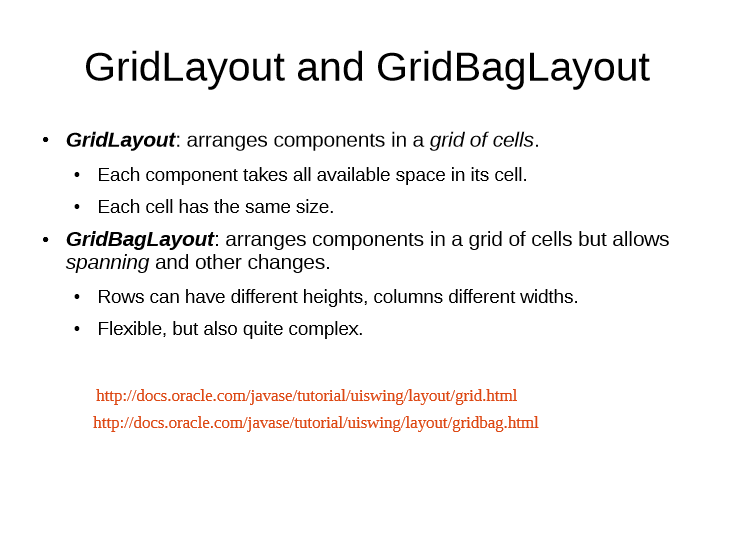 GridLayout and GridBagLayout
• GridLayout: arranges components in a grid of cells.
• Each component takes all available space in its cell.
• Each cell has the same size.
• GridBagLayout: arranges components in a grid of cells but allows
spanning and other changes.
• Rows can have different heights, columns different widths.
• Flexible, but also quite complex.
http://docs.oracle.com/javase/tutorial/uiswing/layout/grid.html
http://docs.oracle.com/javase/tutorial/uiswing/layout/gridbag.html